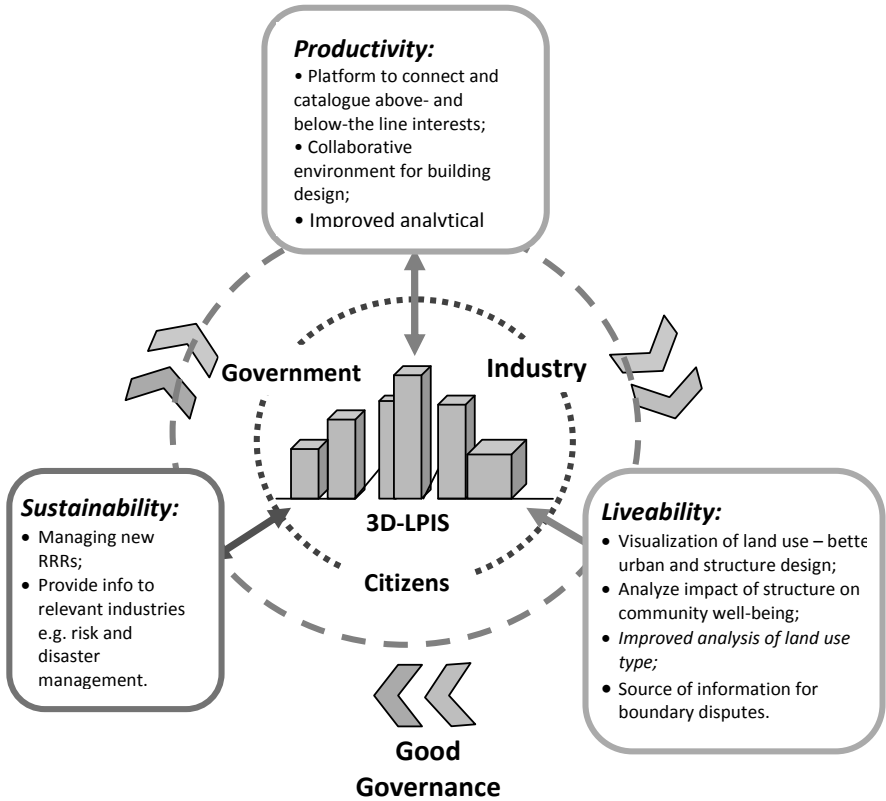 Productivity:
• Platform to connect and
catalogue above- and
below-the line interests;
• Collaborative
environment for building
design;
• Improved analytical
Government
Industry
3D-LPIS
Citizens
Sustainability:
• Managing new
RRRs;
• Provide info to
relevant industries
e.g. risk and
disaster
management.
Liveability:
• Visualization of land use – bette
urban and structure design;
• Analyze impact of structure on
community well-being;
• Improved analysis of land use
type;
• Source of information for
boundary disputes.
Good
Governance